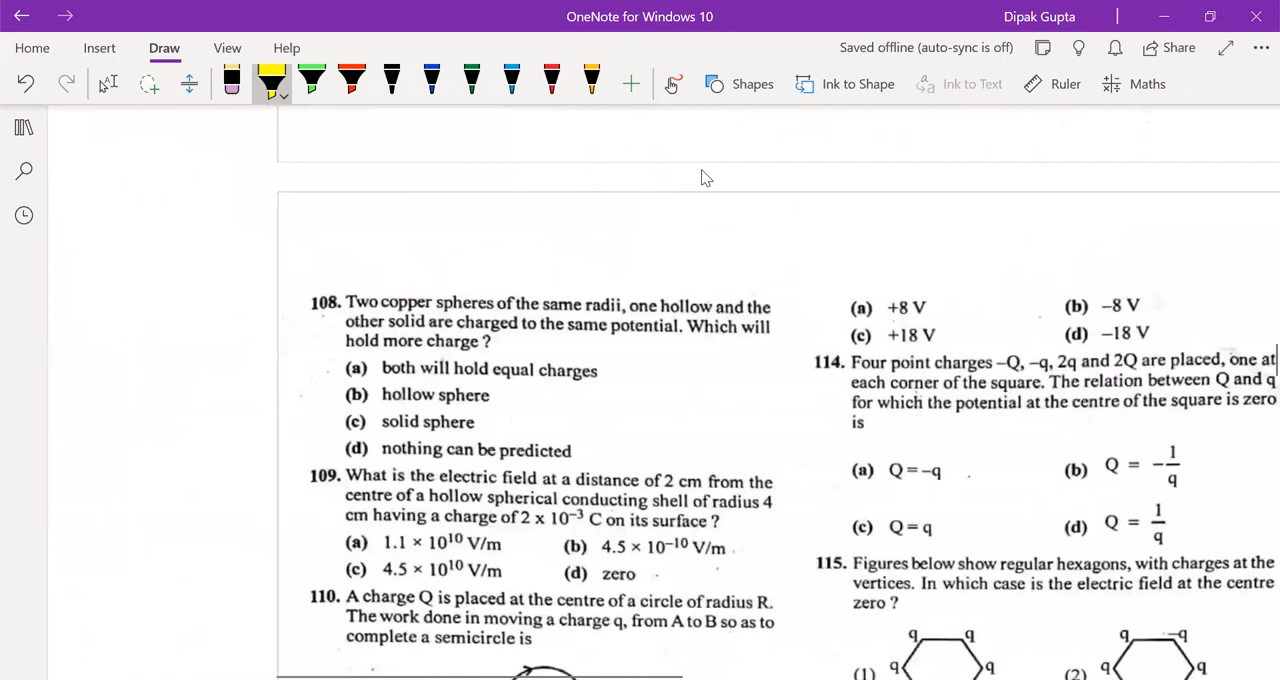 OneNote for Windows 10
Dipak Gupta
Home Insert Draw View Help
Saved offline (auto-sync is off)
Share
Shapes
Ink to Shape
Ink to Text
Ruler
Maths
108. Two copper spheres of the same radii, one hollow and the
other solid are charged to the same potential. Which will
hold more charge ?
(a) both will hold equal charges
(b) hollow sphere
(c) solid sphere
(d) nothing can be predicted
109. What is the electric field at a distance of 2 cm from the
centre of a hollow spherical conducting shell of radius 4
cm having a charge of 2 x 10⁻³ C on its surface ?
(a) 1.1 × 10¹⁰ V/m (b) 4.5 × 10⁻¹⁰ V/m
(c) 4.5 × 10¹⁰ V/m (d) zero
110. A charge Q is placed at the centre of a circle of radius R.
The work done in moving a charge q, from A to B so as to
complete a semicircle is
(a) +8 V (b) −8 V
(c) +18 V (d) −18 V
114. Four point charges –Q, –q, 2q and 2Q are placed, one at
each corner of the square. The relation between Q and q
for which the potential at the centre of the square is zero
is
(a) Q = –q (b) Q = −1/q
(c) Q = q (d) Q = 1/q
115. Figures below show regular hexagons, with charges at the
vertices. In which case is the electric field at the centre
zero ?
q q q –q
(1) q q (2) q q